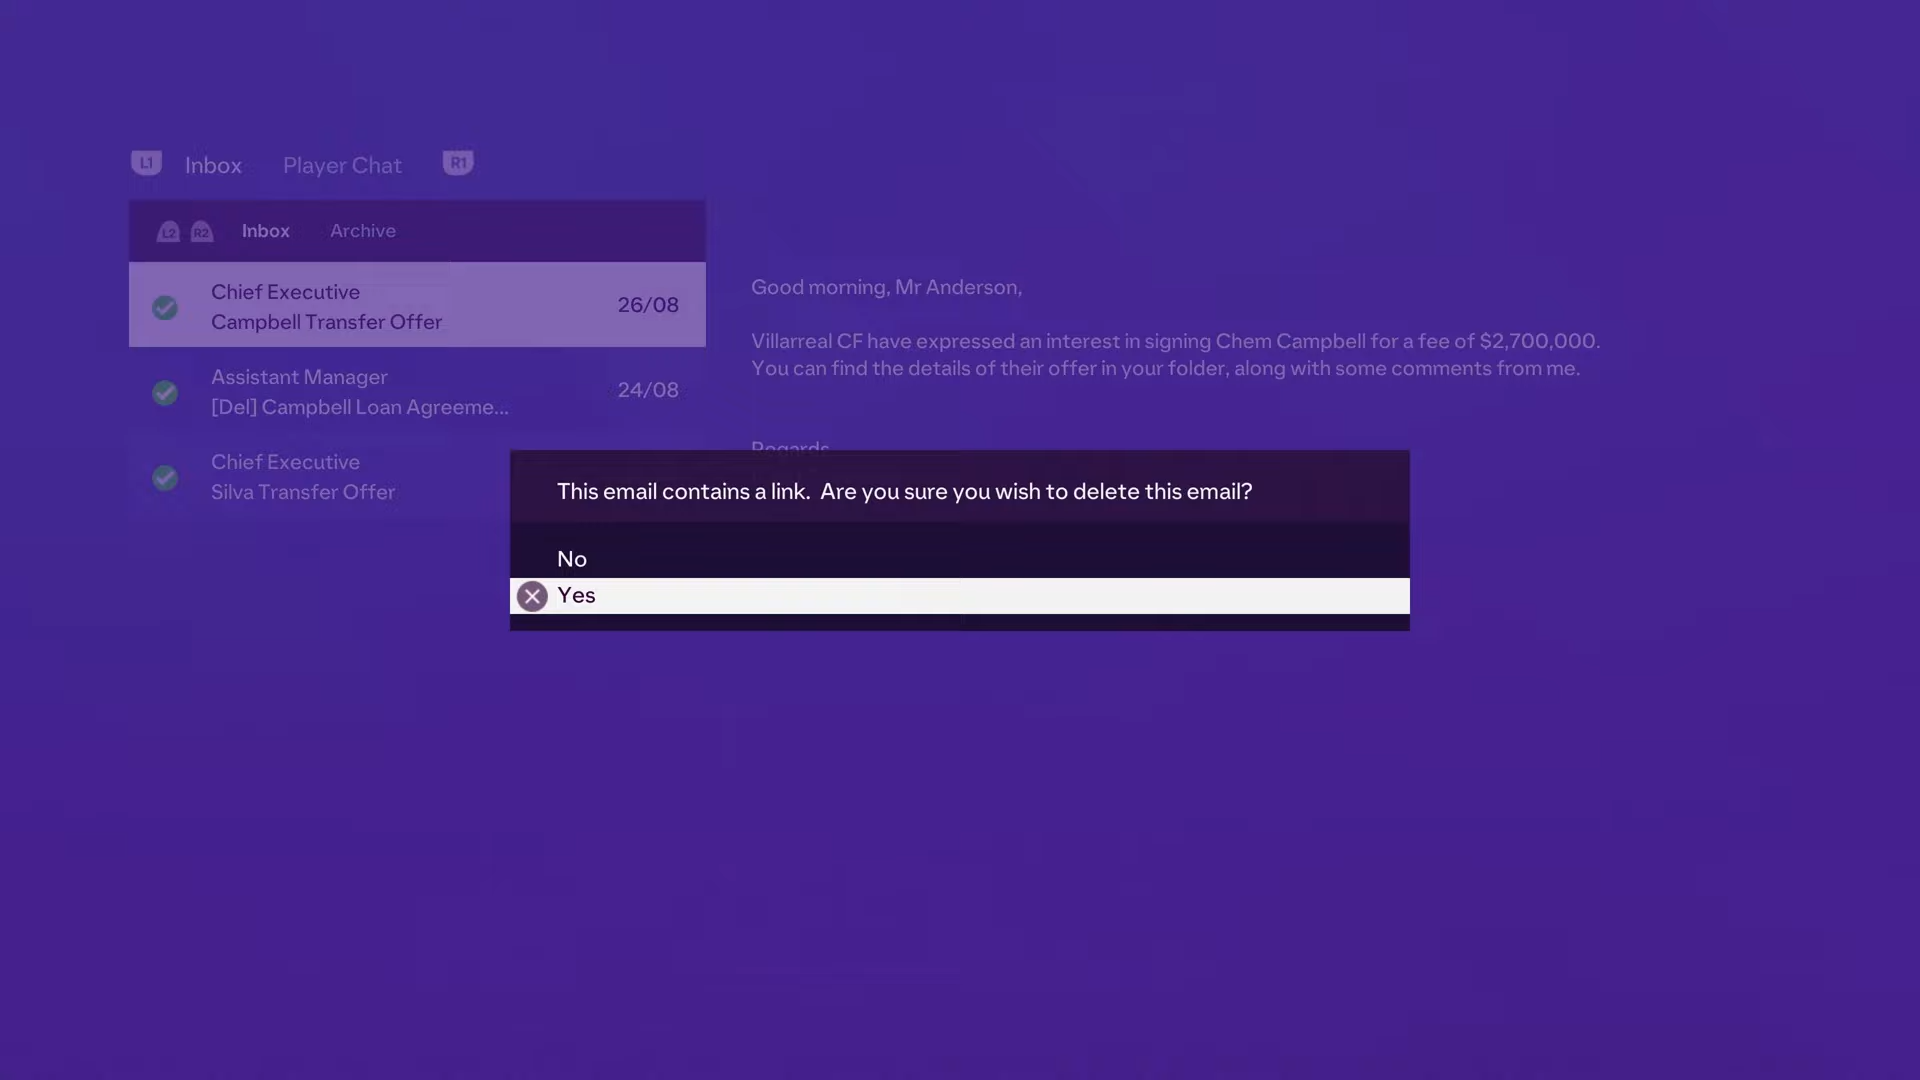 L1 Inbox Player Chat R1
L2 R2 Inbox Archive
Chief Executive
Campbell Transfer Offer
26/08
Assistant Manager
[Del] Campbell Loan Agreeme...
24/08
Chief Executive
Silva Transfer Offer
Good morning, Mr Anderson,
Villarreal CF have expressed an interest in signing Chem Campbell for a fee of $2,700,000.
You can find the details of their offer in your folder, along with some comments from me.
Regards
This email contains a link. Are you sure you wish to delete this email?
No
Yes